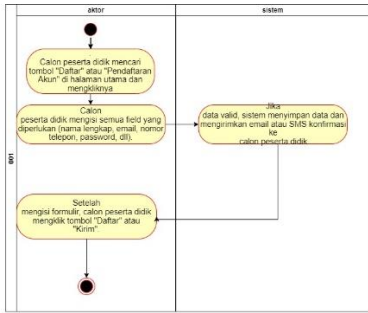 aktor
sistem
001
Calon peserta didik mencari
tombol "Daftar" atau "Pendaftaran
Akun" di halaman utama dan
mengkliknya
Calon
peserta didik mengisi semua field yang
diperlukan (nama lengkap, email, nomor
telepon, password, dll).
Jika
data valid, sistem menyimpan data dan
mengirimkan email atau SMS konfirmasi
ke
calon peserta didik
Setelah
mengisi formulir, calon peserta didik
mengklik tombol "Daftar" atau
"Kirim".